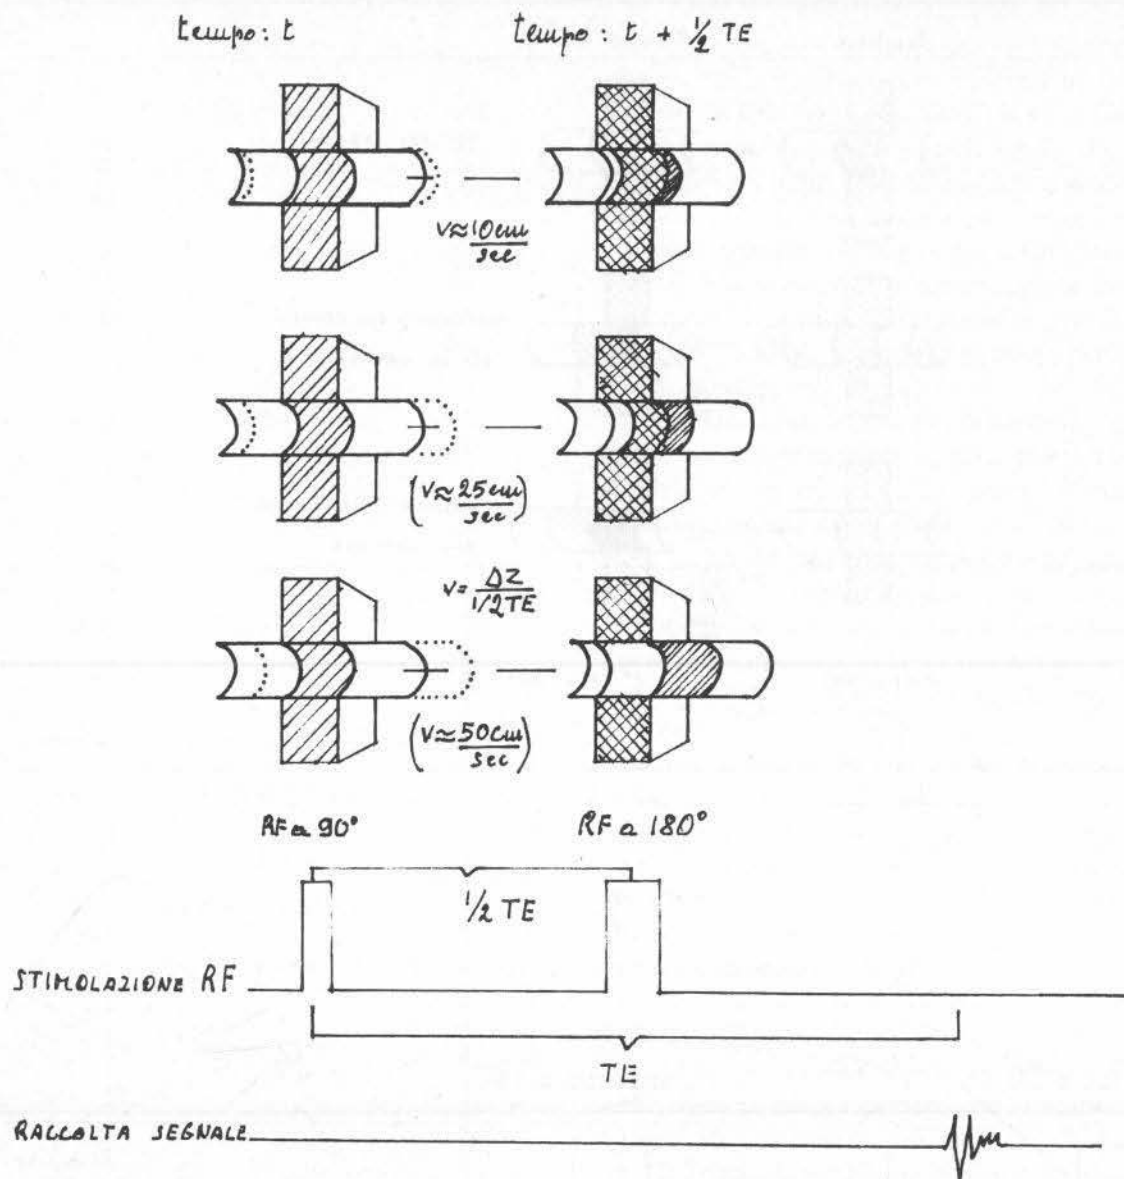 tempo: t
tempo: t + 1/2 TE
v≈10cm/sec
(v≈25cm/sec)
v=ΔZ/1/2TE
(v≈50cm/sec)
RF a 90°
RF a 180°
1/2 TE
STIMOLAZIONE RF
TE
RACCOLTA SEGNALE